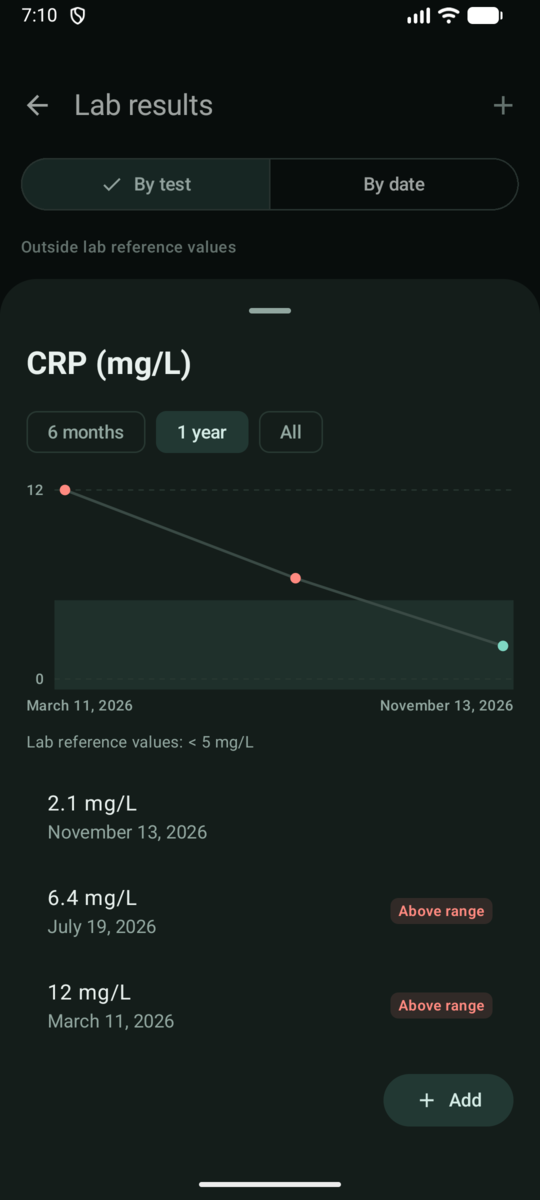 7:10
Lab results
By test
By date
Outside lab reference values
CRP (mg/L)
6 months
1 year
All
12
0
March 11, 2026
November 13, 2026
Lab reference values: < 5 mg/L
2.1 mg/L
November 13, 2026
6.4 mg/L
July 19, 2026
Above range
12 mg/L
March 11, 2026
Above range
+ Add